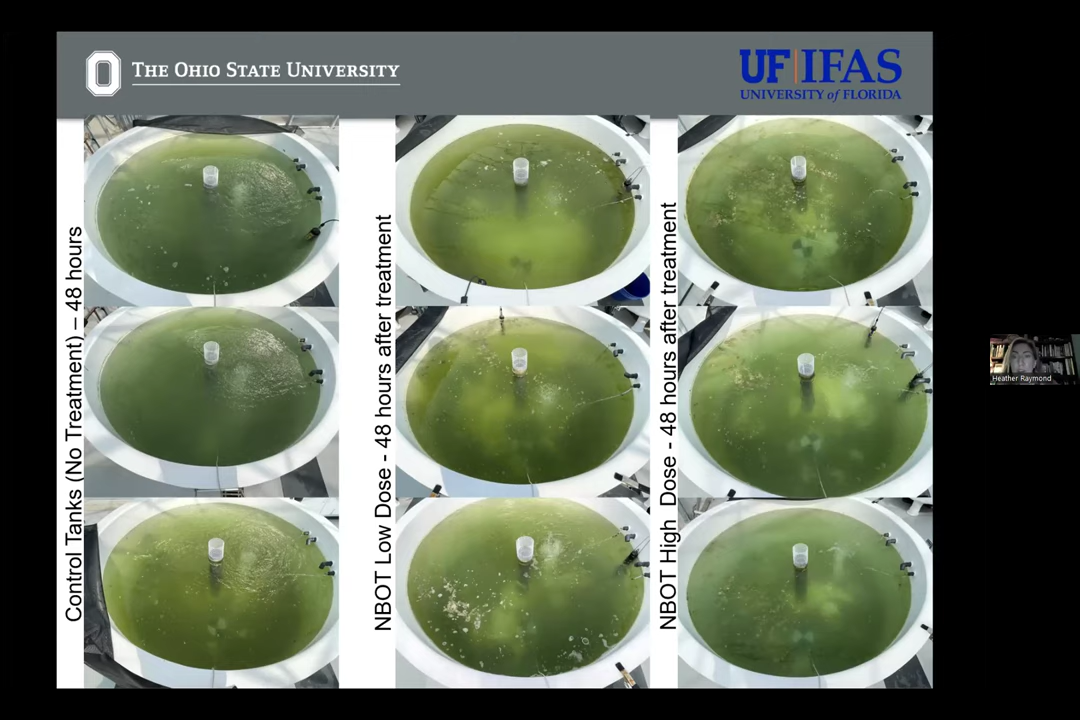 THE OHIO STATE UNIVERSITY
UF|IFAS
UNIVERSITY of FLORIDA
Control Tanks (No Treatment) – 48 hours
NBOT Low Dose - 48 hours after treatment
NBOT High  Dose - 48 hours after treatment
Heather Raymond